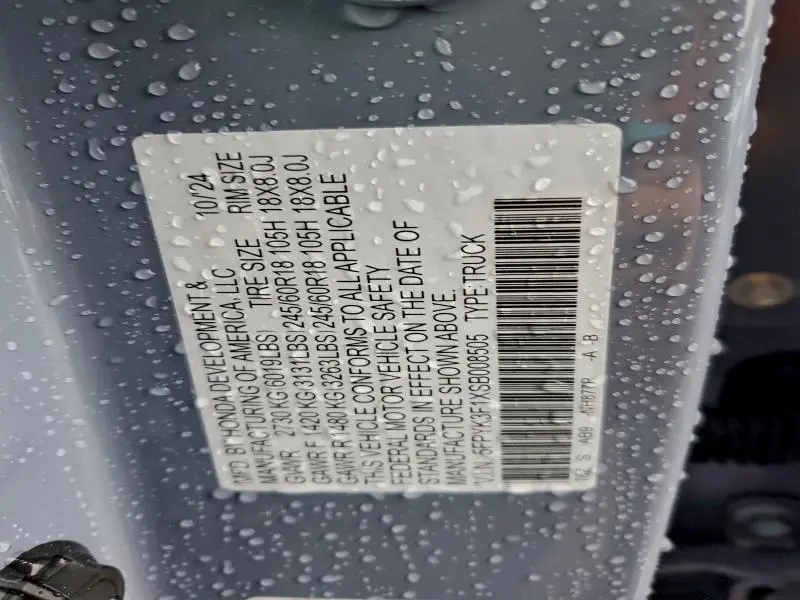 MFD BY HONDA DEVELOPMENT & 10/24
MANUFACTURING OF AMERICA, LLC
GVWR 2730 KG 6018LBS TIRE SIZE RIM SIZE
GAWR F 1420 KG 3131LBS 245/60R18 105H 18X8.0J
GAWR R 1480 KG 3263LBS 245/60R18 105H 18X8.0J
THIS VEHICLE CONFORMS TO ALL APPLICABLE
FEDERAL MOTOR VEHICLE SAFETY
STANDARDS IN EFFECT ON THE DATE OF
MANUFACTURE SHOWN ABOVE.
V.I.N. :5FPYK3F1XSB008505 TYPE:TRUCK
S AB9 NH877P -A -B